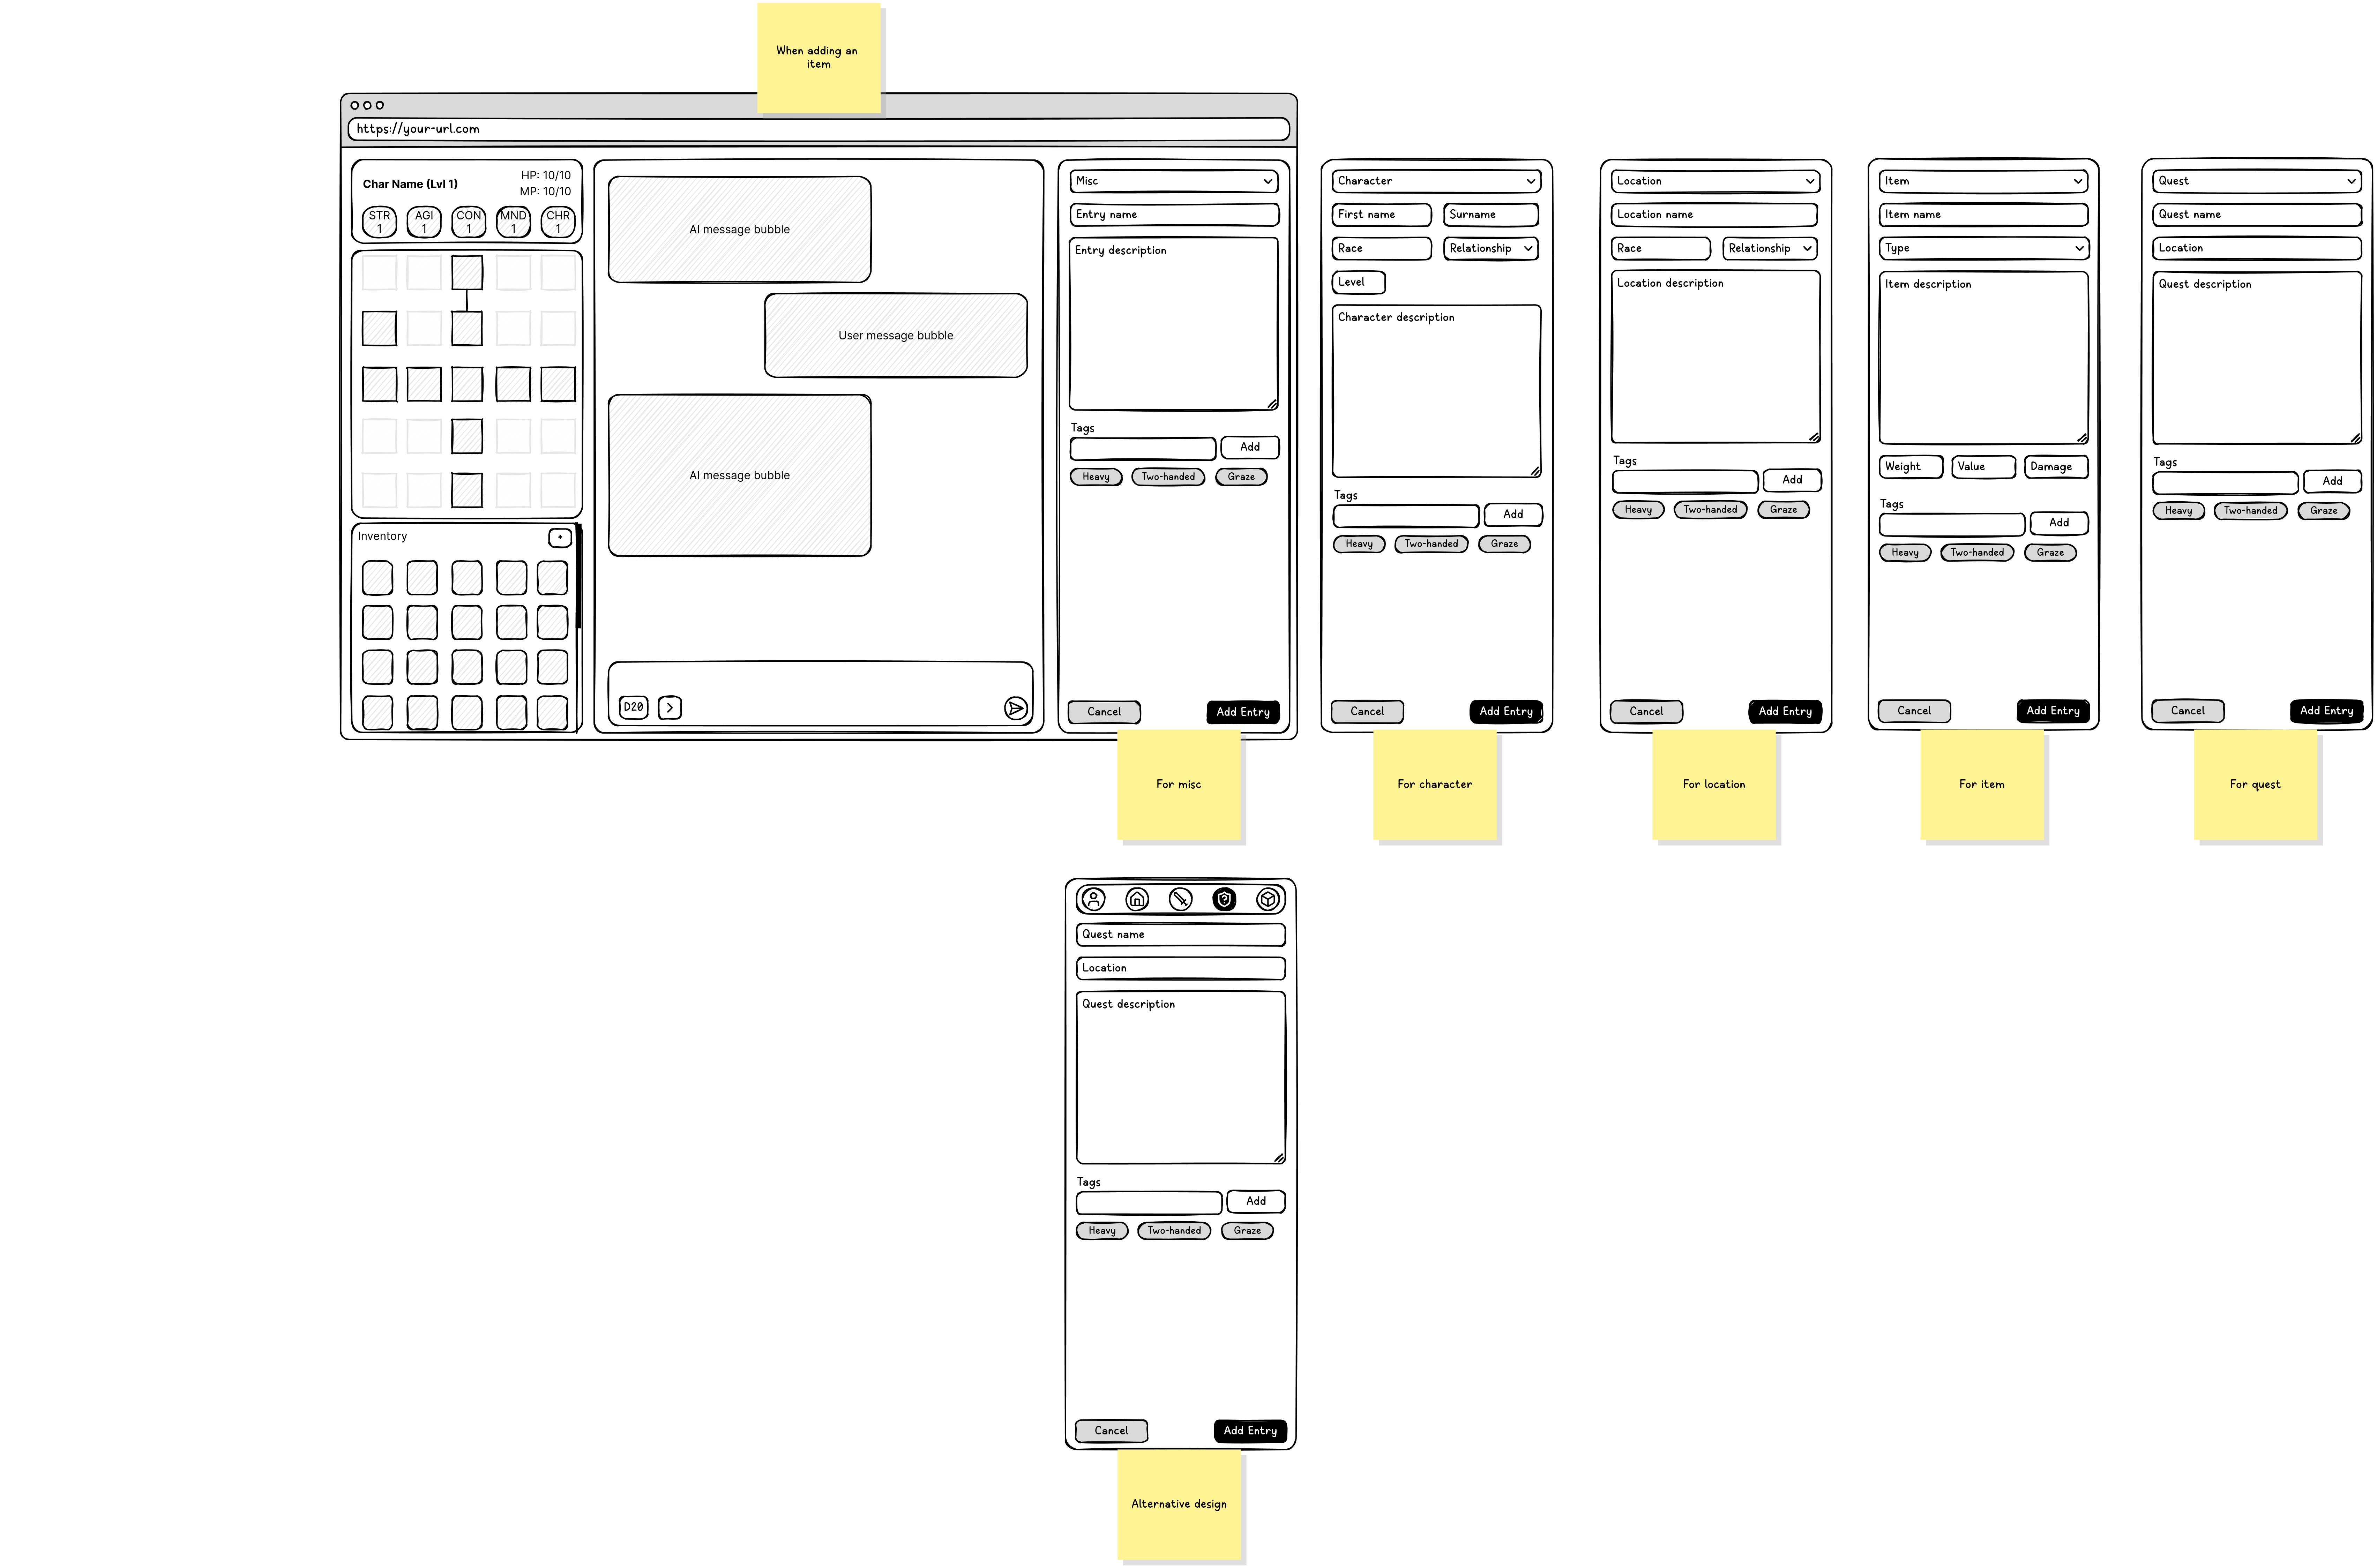 When adding an
item
https://your-url.com
Char Name (Lvl 1)
HP: 10/10
MP: 10/10
STR
1
AGI
1
CON
1
MND
1
CHR
1
Inventory
+
AI message bubble
User message bubble
AI message bubble
D20
Misc
Entry name
Entry description
Tags
Add
Heavy
Two-handed
Graze
Cancel
Add Entry
For misc
Character
First name
Surname
Race
Relationship
Level
Character description
Tags
Add
Heavy
Two-handed
Graze
Cancel
Add Entry
For character
Location
Location name
Race
Relationship
Location description
Tags
Add
Heavy
Two-handed
Graze
Cancel
Add Entry
For location
Item
Item name
Type
Item description
Weight
Value
Damage
Tags
Add
Heavy
Two-handed
Graze
Cancel
Add Entry
For item
Quest
Quest name
Location
Quest description
Tags
Add
Heavy
Two-handed
Graze
Cancel
Add Entry
For quest
Quest name
Location
Quest description
Tags
Add
Heavy
Two-handed
Graze
Cancel
Add Entry
Alternative design